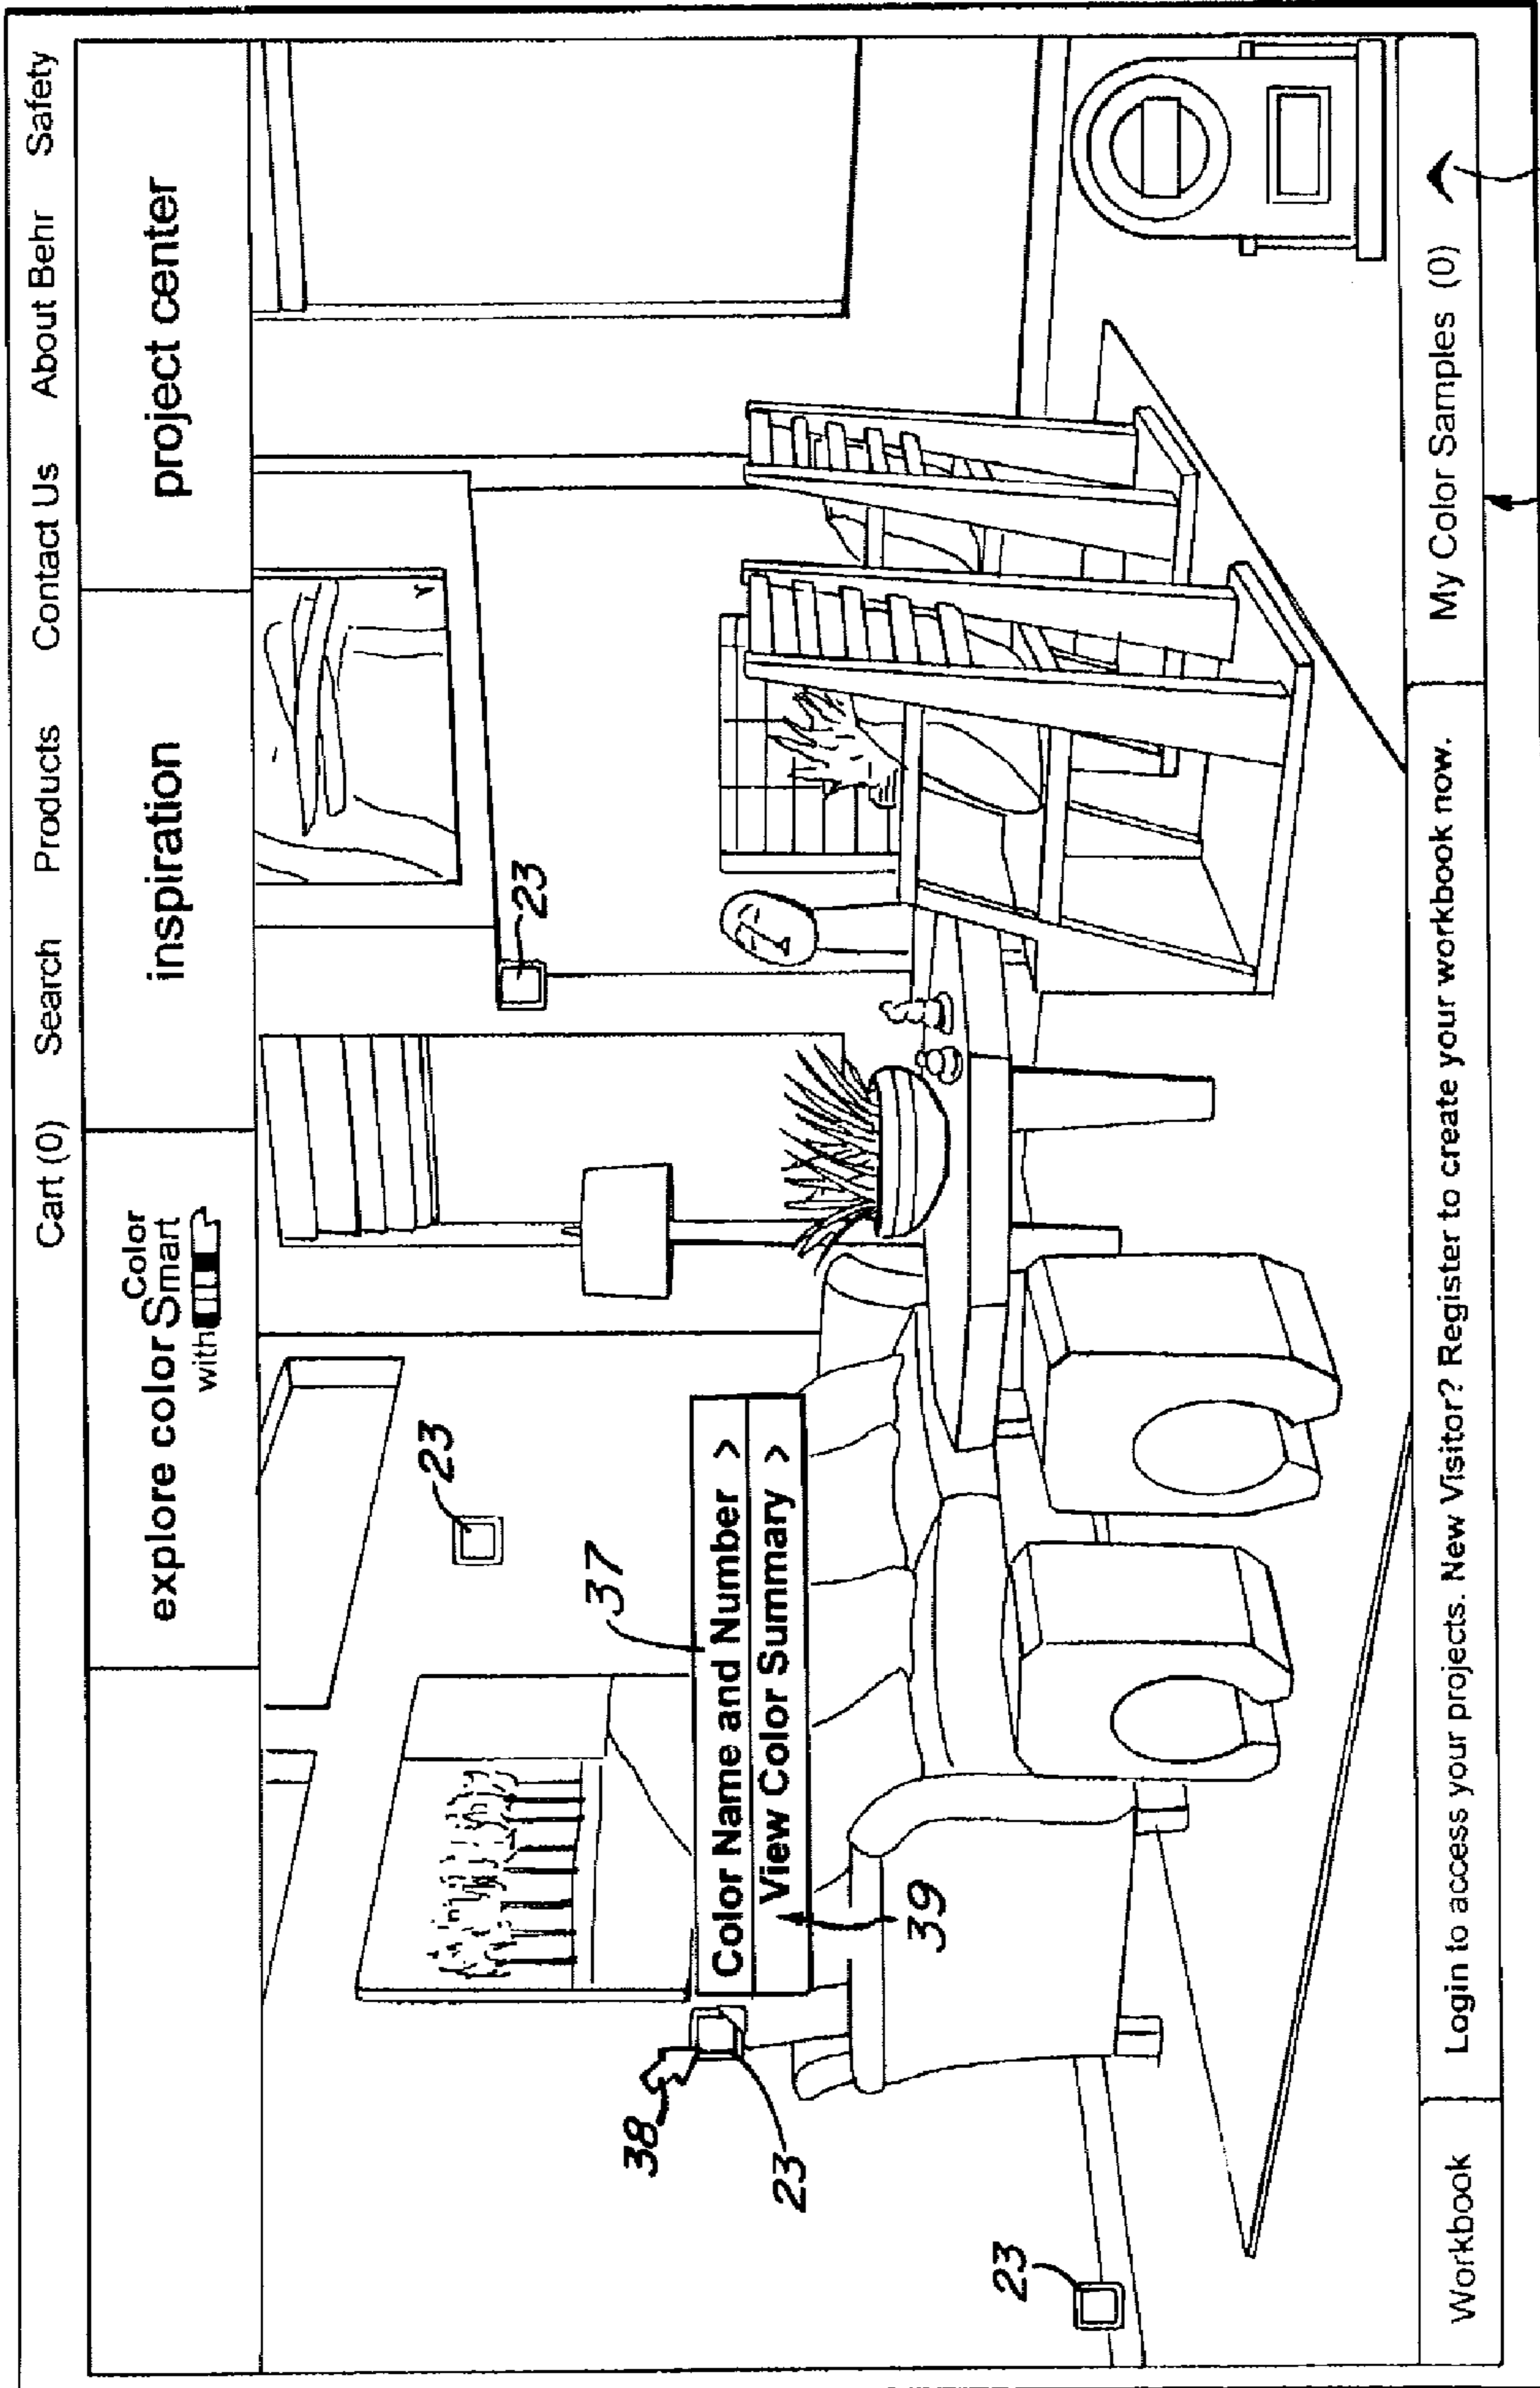 Cart (0) Search Products Contact Us About Behr Safety
explore color with Color Smart
inspiration
project center
23
23
37
Color Name and Number >
View Color Summary >
38
23
39
23
Workbook
Login to access your projects. New Visitor? Register to create your workbook now.
My Color Samples (0)